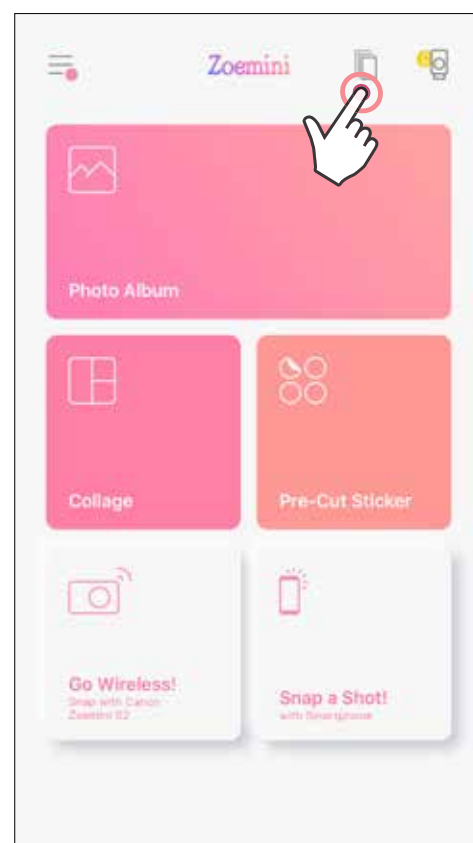 Zoemini
Photo Album
Collage
Pre-Cut Sticker
Go Wireless!
Snap with Canon
Zoemini S2
Snap a Shot!
with Smartphone